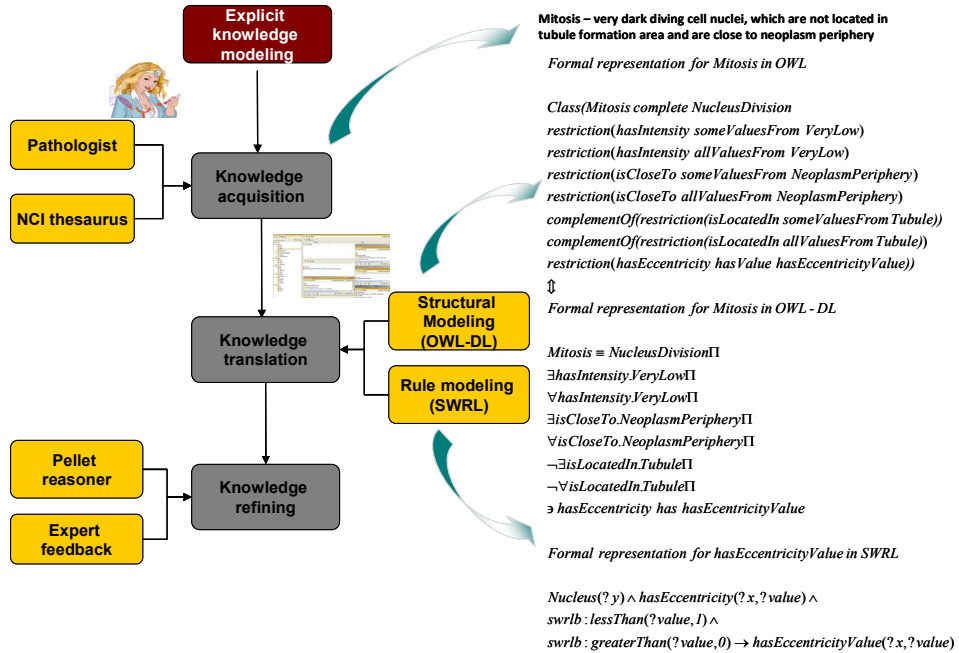 Explicit
knowledge
modeling
Pathologist
NCI thesaurus
Knowledge
acquisition
Structural
Modeling
(OWL-DL)
Knowledge
translation
Rule modeling
(SWRL)
Pellet
reasoner
Expert
feedback
Knowledge
refining
Mitosis – very dark diving cell nuclei, which are not located in
tubule formation area and are close to neoplasm periphery
Formal representation for Mitosis in OWL
Class(Mitosis complete NucleusDivision
restriction(hasIntensity someValuesFrom VeryLow)
restriction(hasIntensity allValuesFrom VeryLow)
restriction(isCloseTo someValuesFrom NeoplasmPeriphery)
restriction(isCloseTo allValuesFrom NeoplasmPeriphery)
complementOf(restriction(isLocatedIn someValuesFrom Tubule))
complementOf(restriction(isLocatedIn allValuesFrom Tubule))
restriction(hasEccentricity hasValue hasEccentricityValue))
⇕
Formal representation for Mitosis in OWL - DL
Mitosis ≡ NucleusDivisionΠ
∃hasIntensity.VeryLowΠ
∀hasIntensity.VeryLowΠ
∃isCloseTo.NeoplasmPeripheryΠ
∀isCloseTo.NeoplasmPeripheryΠ
¬∃isLocatedIn.TubuleΠ
¬∀isLocatedIn.TubuleΠ
϶ hasEccentricity has hasEcentricityValue
Formal representation for hasEccentricityValue in SWRL
Nucleus(? y) ∧ hasEccentricity(? x,? value) ∧
swrlb : lessThan(? value, 1) ∧
swrlb : greaterThan(? value,0) → hasEccentricityValue(? x,? value)